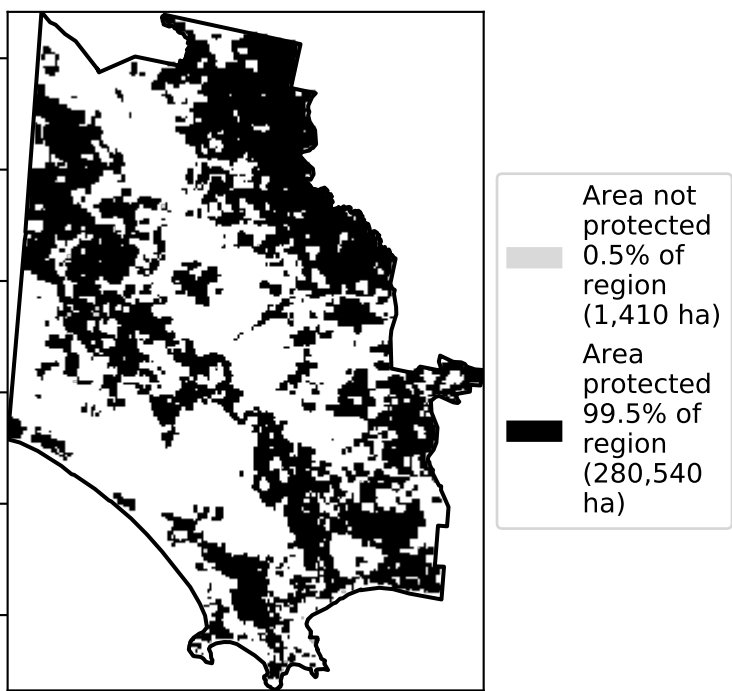 Area not
protected
0.5% of
region
(1,410 ha)
Area
protected
99.5% of
region
(280,540
ha)